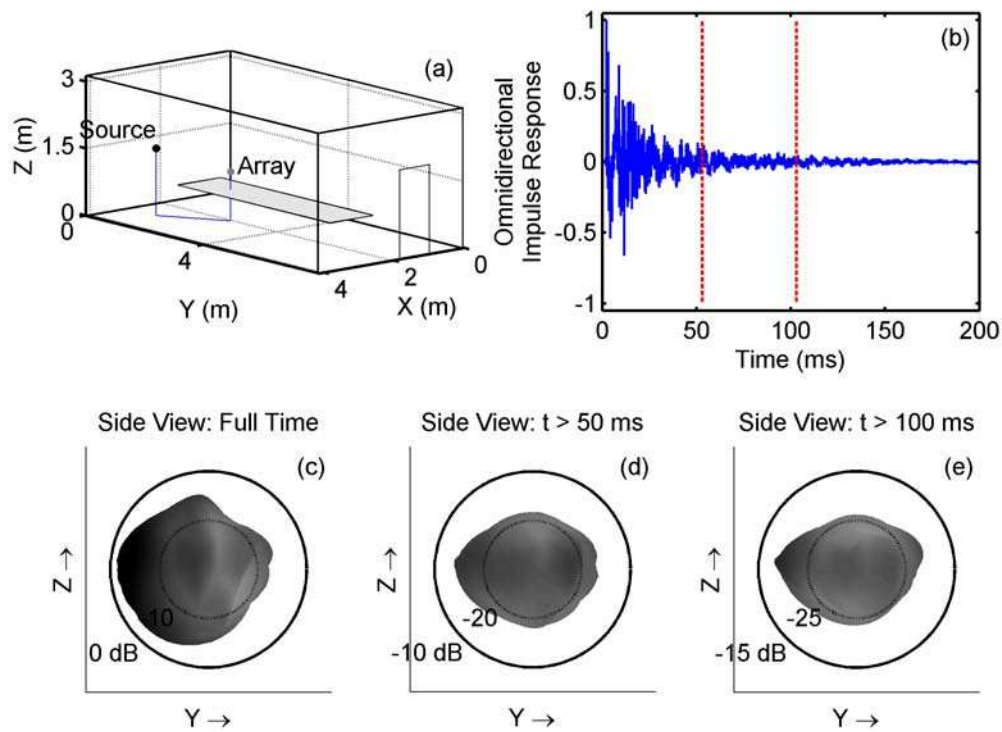 (a)
3
Z (m)
Source
1.5
Array
0
0
4
Y (m)
4
2
0
X (m)
(b)
Omnidirectional
Impulse Response
1
0.5
0
-0.5
-1
0 50 100 150 200
Time (ms)
Side View: Full Time
(c)
Z →
-10
0 dB
Y →
Side View: t > 50 ms
(d)
Z →
-20
-10 dB
Y →
Side View: t > 100 ms
(e)
Z →
-25
-15 dB
Y →